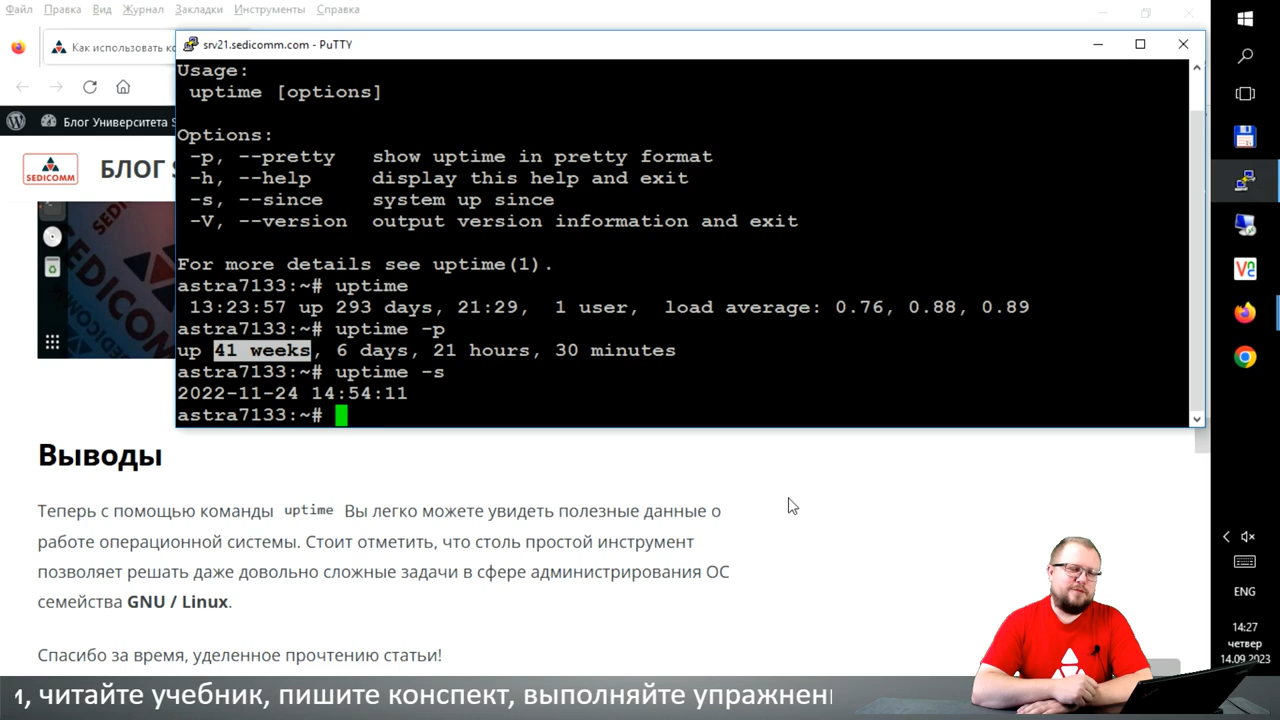 Файл Правка Вид Журнал Закладки Инструменты Справка
Как использовать ко
srv21.sedicomm.com - PuTTY
Usage:
uptime [options]
Options:
-p, --pretty show uptime in pretty format
-h, --help display this help and exit
-s, --since system up since
-V, --version output version information and exit
For more details see uptime(1).
astra7133:~# uptime
13:23:57 up 293 days, 21:29, 1 user, load average: 0.76, 0.88, 0.89
astra7133:~# uptime -p
up 41 weeks, 6 days, 21 hours, 30 minutes
astra7133:~# uptime -s
2022-11-24 14:54:11
astra7133:~#
Блог Университета S
SEDICOMM
БЛОГ S
SEDICOMM
Выводы
Теперь с помощью команды uptime Вы легко можете увидеть полезные данные о
работе операционной системы. Стоит отметить, что столь простой инструмент
позволяет решать даже довольно сложные задачи в сфере администрирования ОС
семейства GNU / Linux.
Спасибо за время, уделенное прочтению статьи!
, читайте учебник, пишите конспект, выполняйте упражнен
ENG
14:27
четвер
14.09.2023